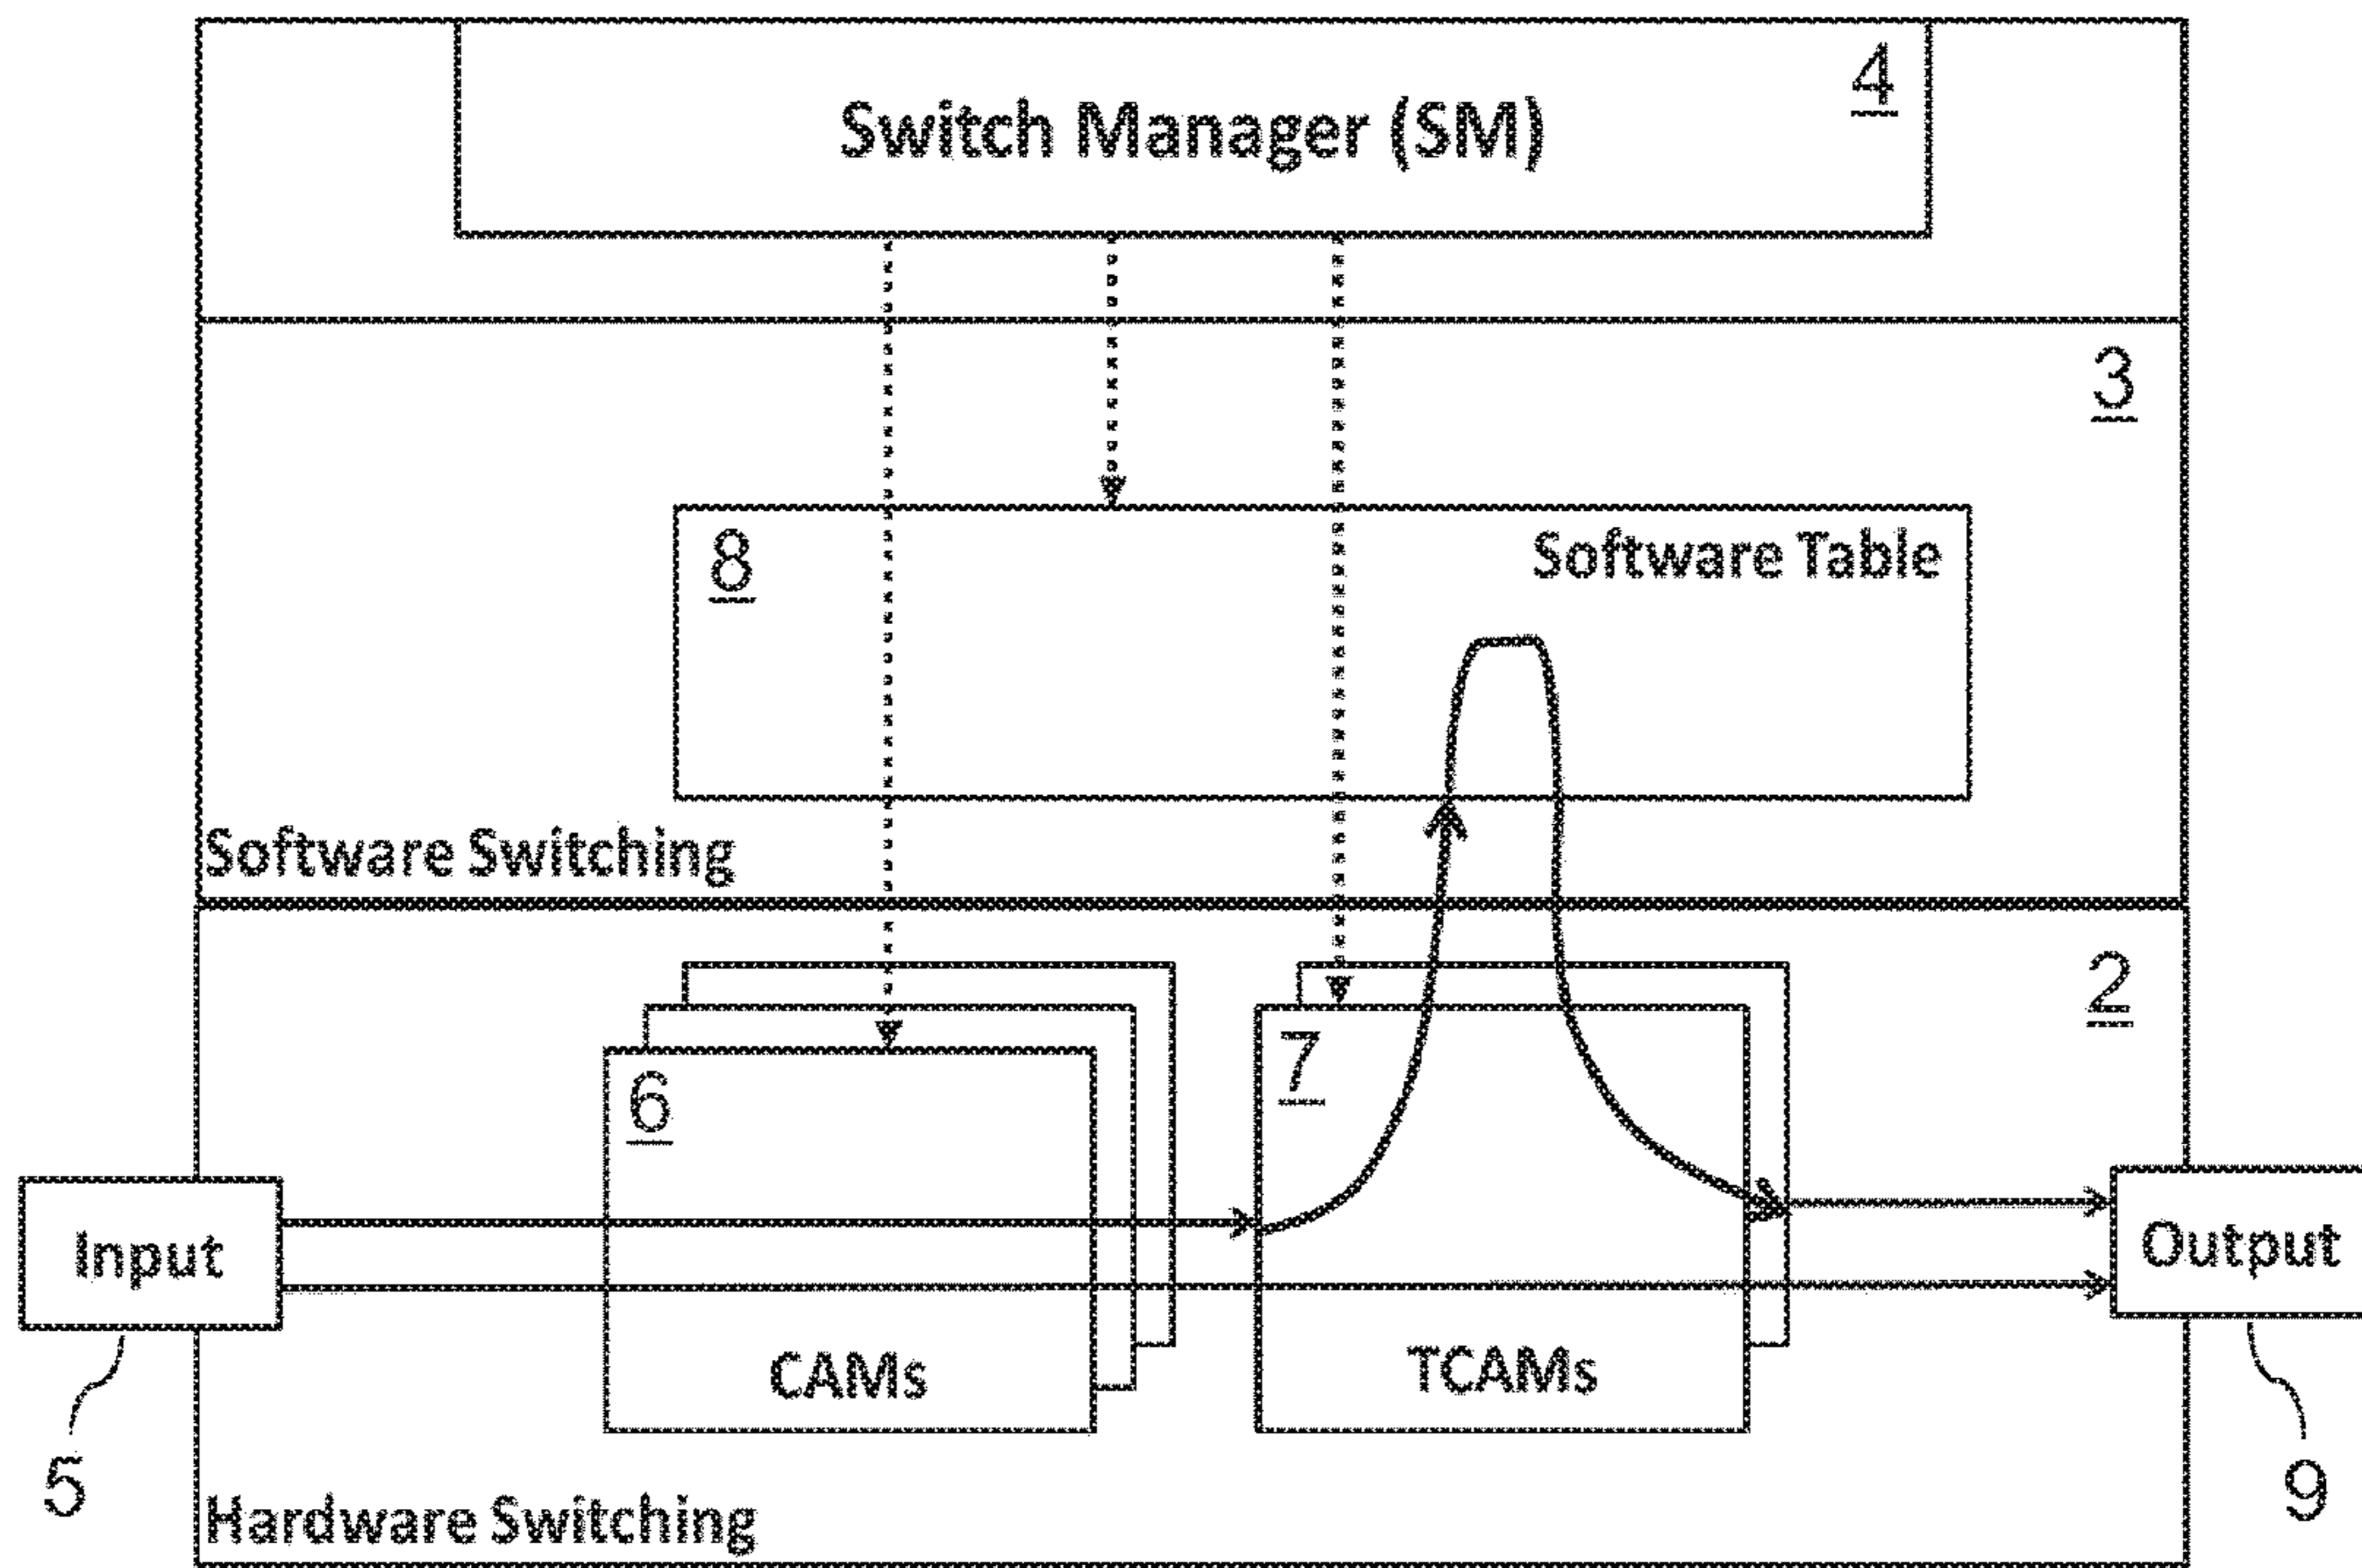 4
Switch Manager (SM)
3
8
Software Table
Software Switching
2
6
7
Input
Output
CAMs
TCAMs
5
9
Hardware Switching